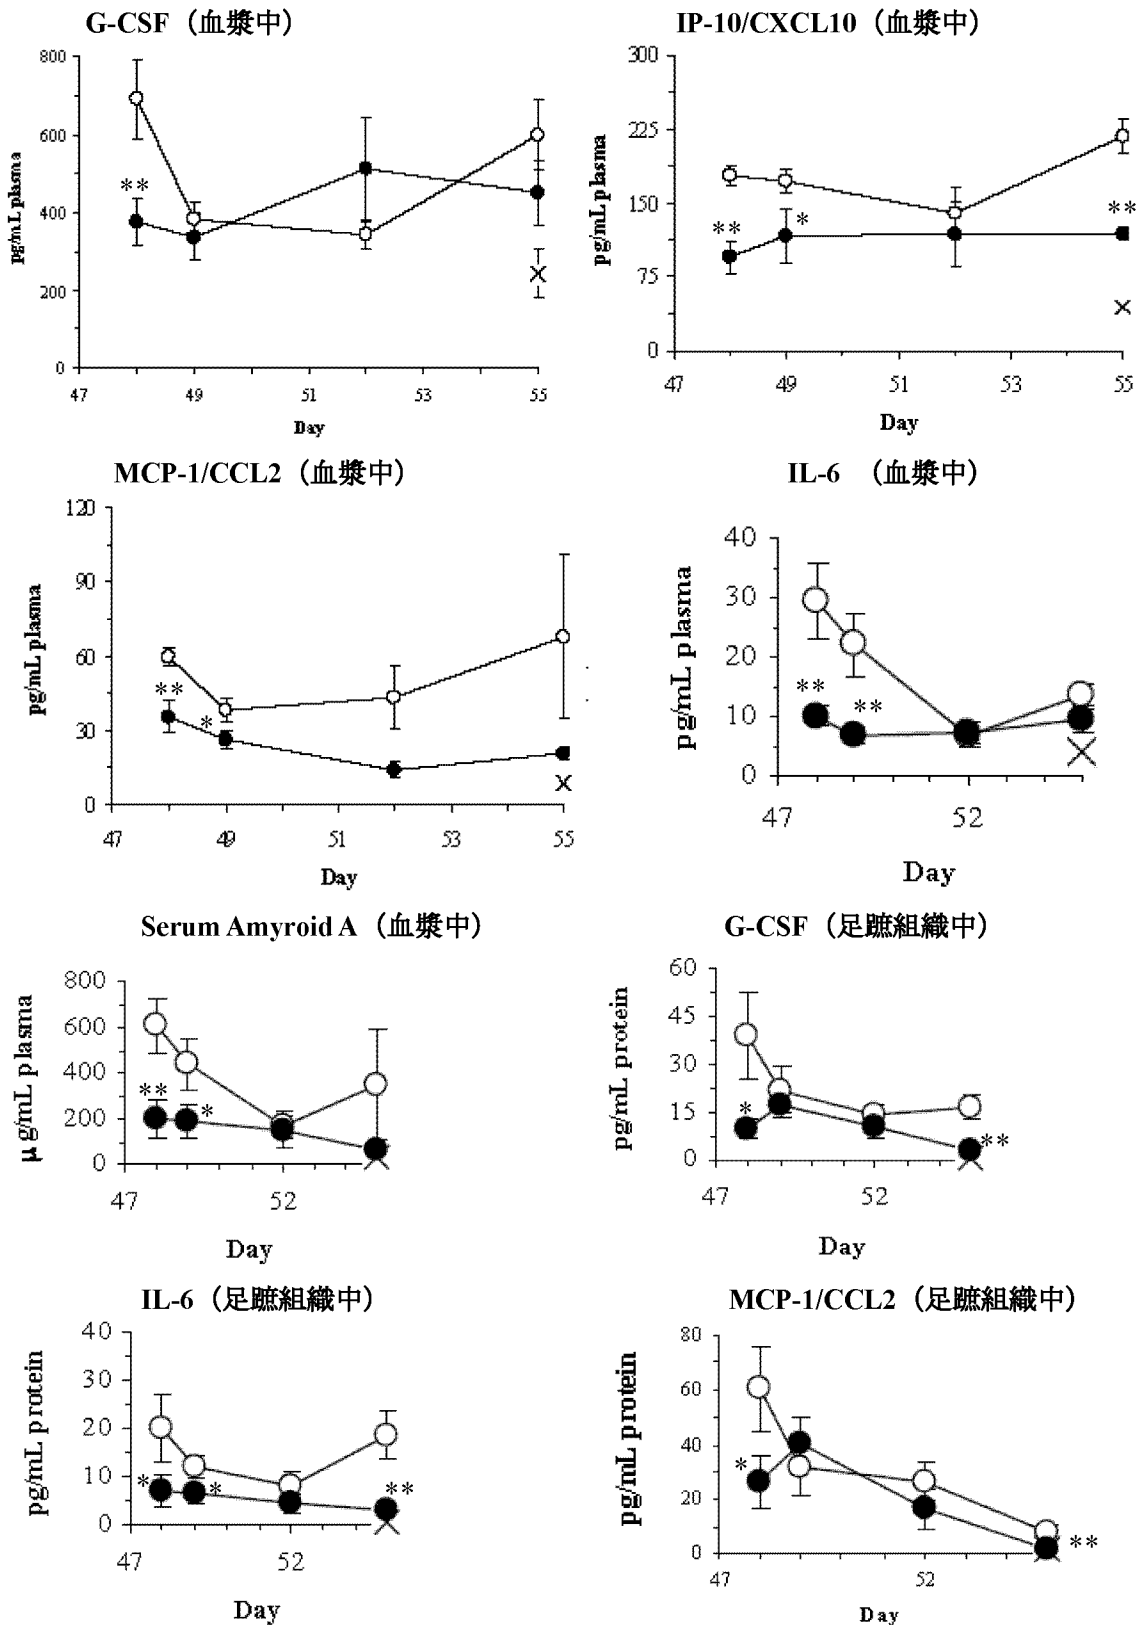 G-CSF（血漿中）
800
600
400
200
0
pg/mL plasma
**
47 49 51 53 55
Day
IP-10/CXCL10（血漿中）
300
225
150
75
0
pg/mL plasma
** * **
47 49 51 53 55
Day
MCP-1/CCL2（血漿中）
120
90
60
30
0
pg/mL plasma
** *
47 49 51 53 55
Day
IL-6 （血漿中）
40
30
20
10
0
pg/mL plasma
** **
47 52
Day
Serum Amyroid A（血漿中）
800
600
400
200
0
μg/mL plasma
** *
47 52
Day
G-CSF（足蹠組織中）
60
45
30
15
0
pg/mL protein
* **
47 52
Day
IL-6（足蹠組織中）
40
30
20
10
0
pg/mL protein
* * **
47 52
Day
MCP-1/CCL2（足蹠組織中）
80
60
40
20
0
pg/mL protein
* **
47 52
Day